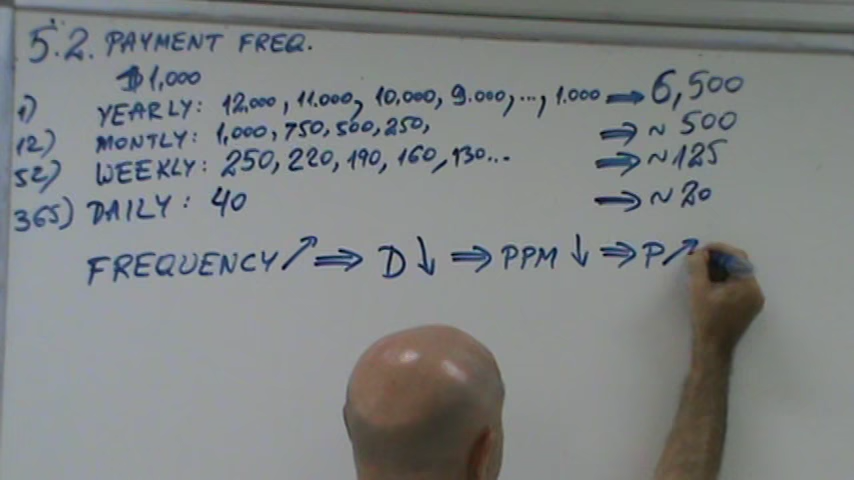 5.2. PAYMENT FREQ.
$1,000
1) YEARLY: 12.000, 11.000, 10,000, 9.000, ..., 1.000 → 6,500
12) MONTLY: 1,000, 750, 500, 250, ⇒ ~ 500
52) WEEKLY: 250, 220, 190, 160, 130... ⇒ ~ 125
365) DAILY: 40 ⇒ ~ 20
FREQUENCY ↗ ⇒ D ↓ ⇒ PPM ↓ ⇒ P ↗